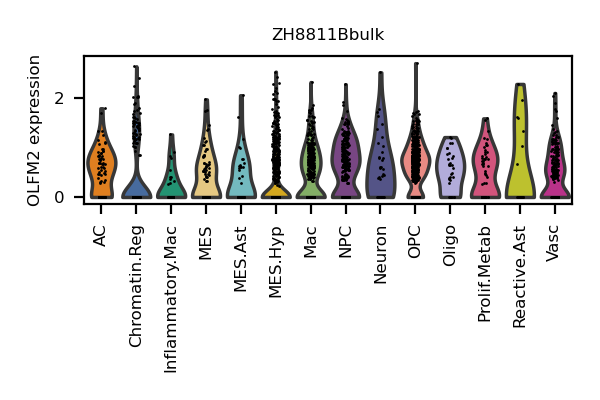 ZH8811Bbulk
OLFM2 expression
2
0
AC
Chromatin.Reg
Inflammatory.Mac
MES
MES.Ast
MES.Hyp
Mac
NPC
Neuron
OPC
Oligo
Prolif.Metab
Reactive.Ast
Vasc